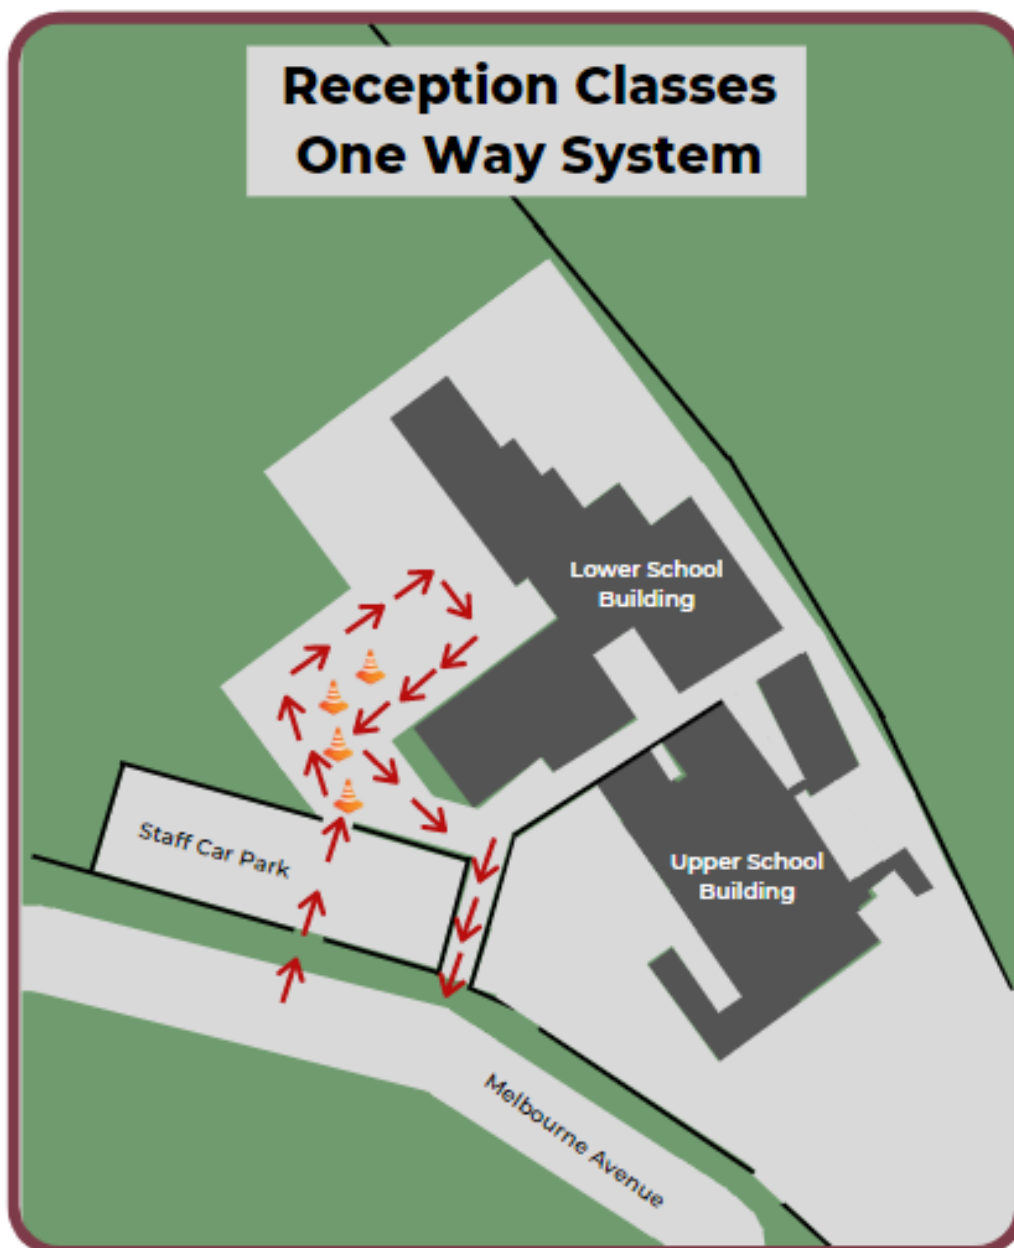 Reception Classes
One Way System
Lower School
Building
Staff Car Park
Upper School
Building
Melbourne Avenue